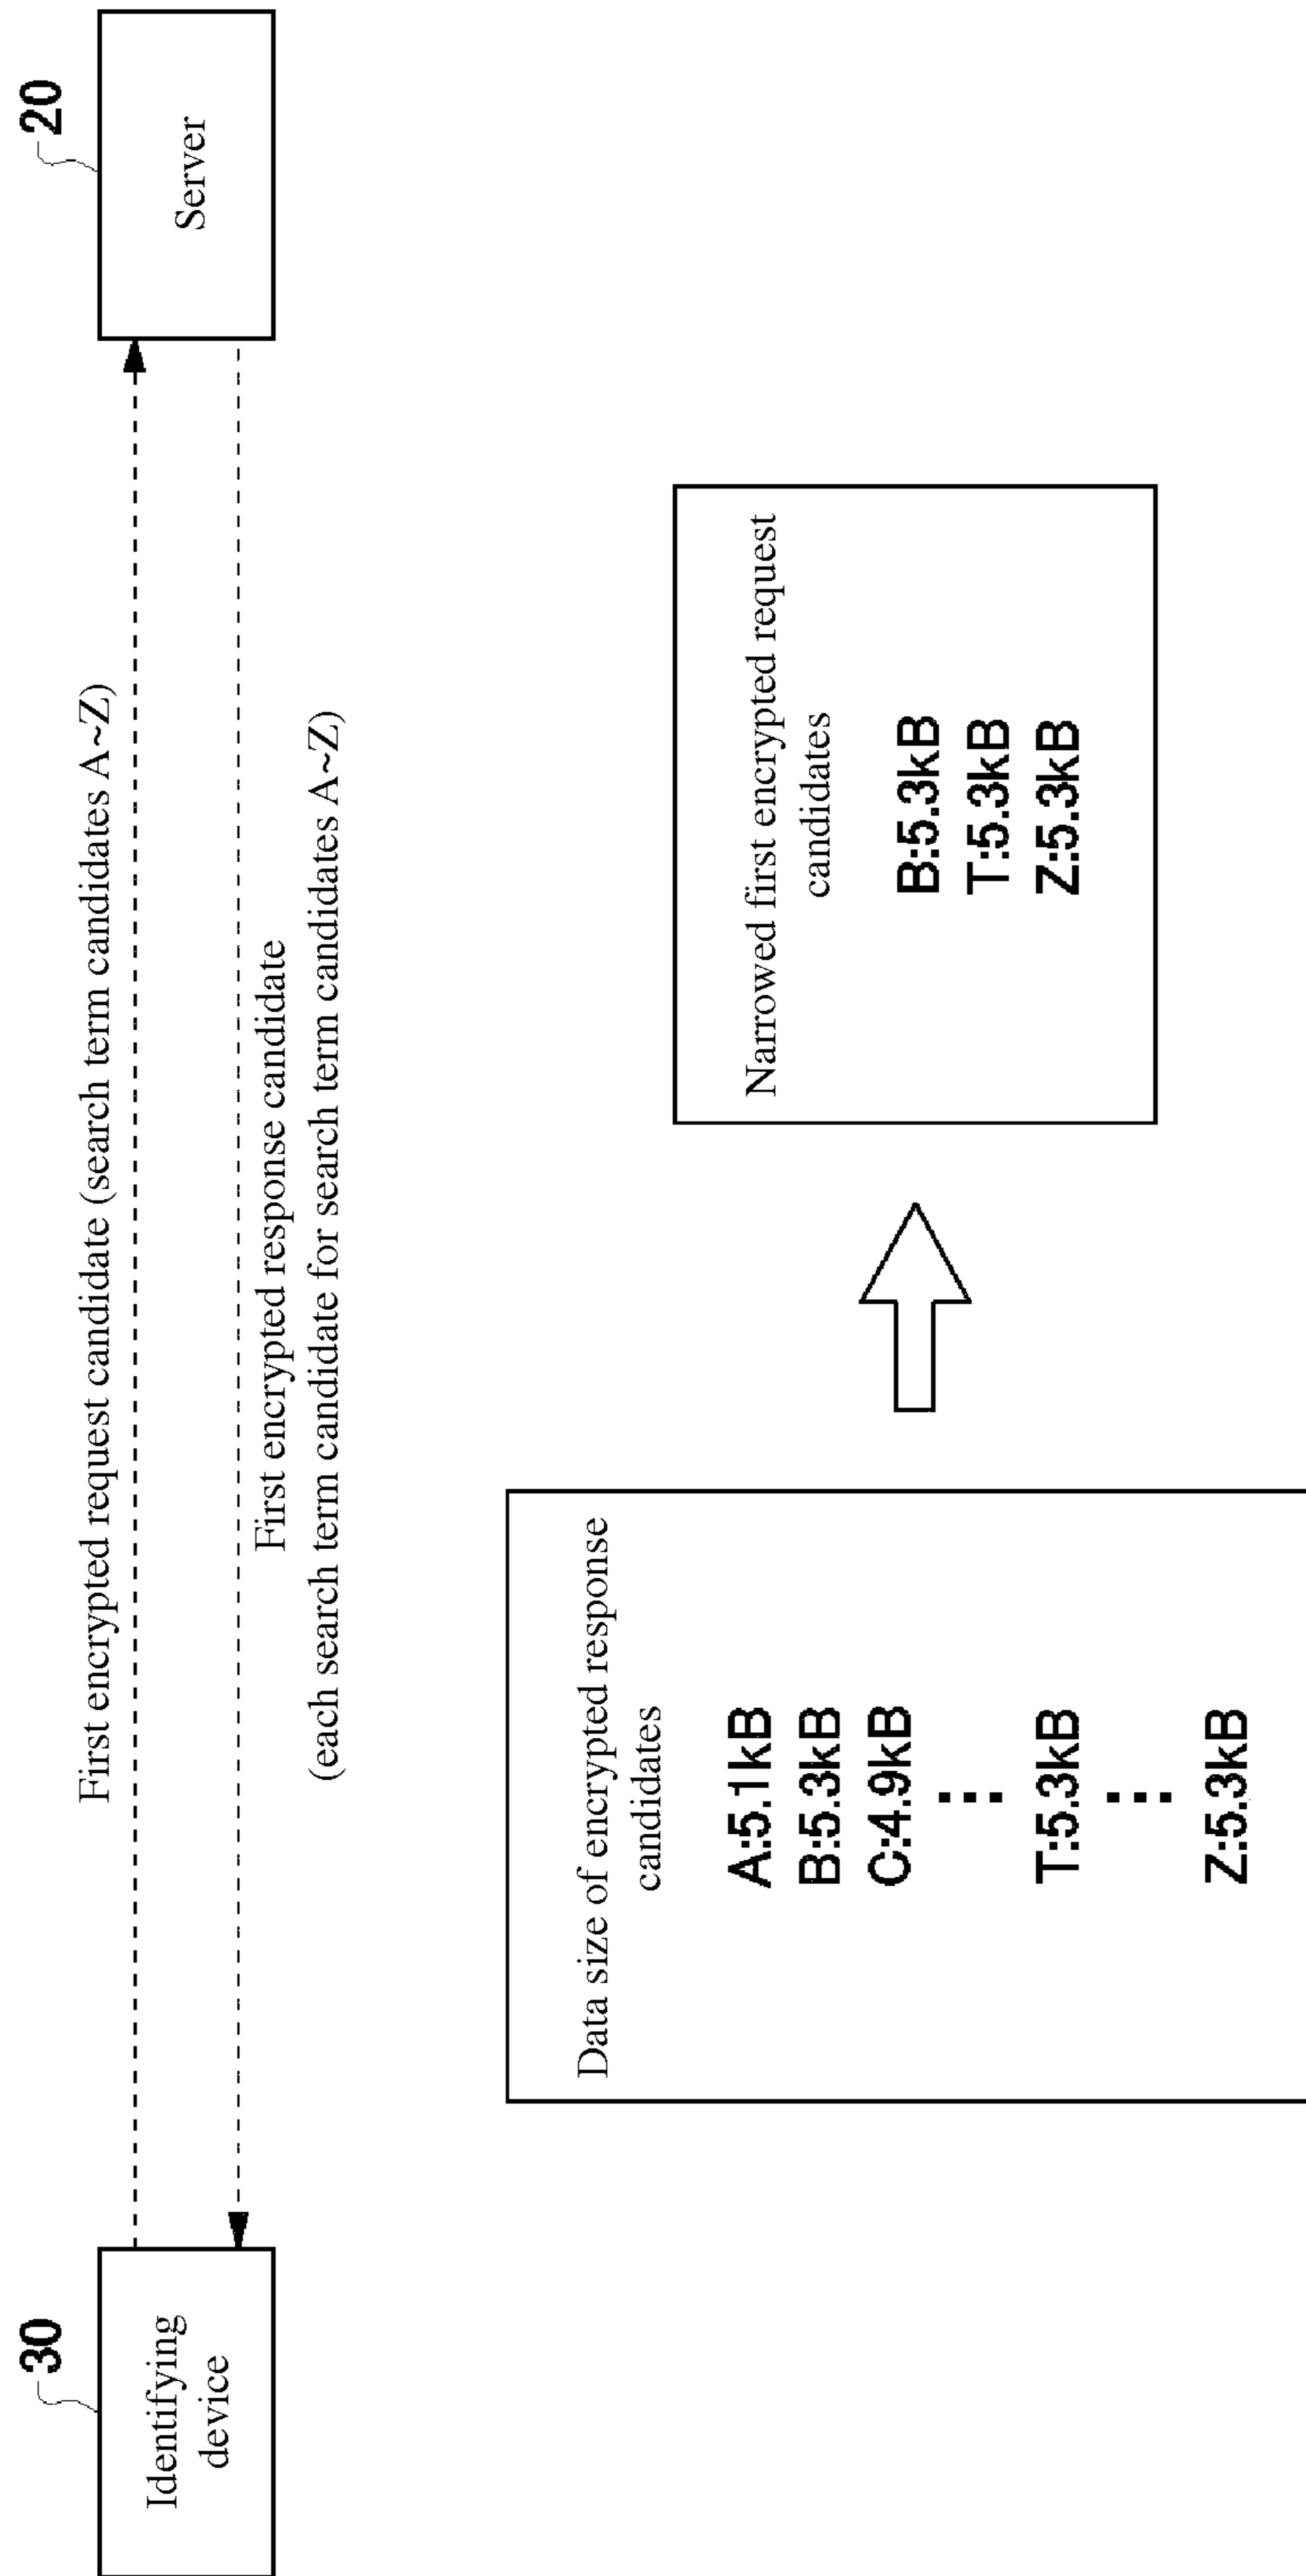 30
Identifying
device
20
Server
First encrypted request candidate (search term candidates A~Z)
First encrypted response candidate
(each search term candidate for search term candidates A~Z)
Data size of encrypted response
candidates
A:5.1kB
B:5.3kB
C:4.9kB
⋮
T:5.3kB
⋮
Z:5.3kB
Narrowed first encrypted request
candidates
B:5.3kB
T:5.3kB
Z:5.3kB